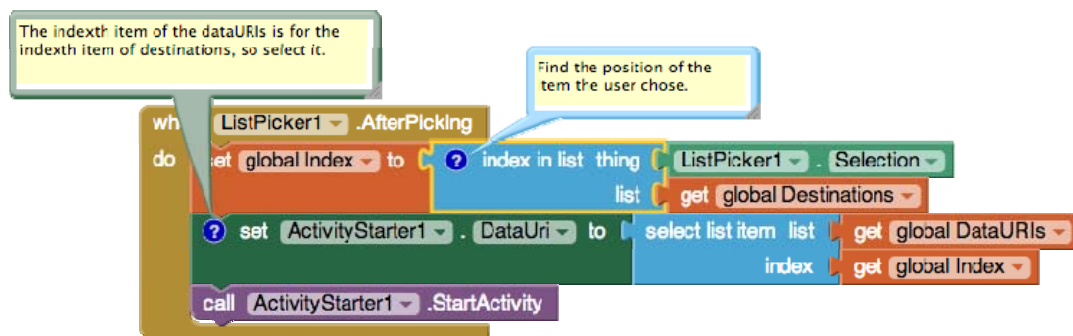 The indexth item of the dataURIs is for the
indexth item of destinations, so select it.
Find the position of the
item the user chose.
when ListPicker1 .AfterPicking
do set global Index to ? index in list thing ListPicker1 . Selection
list get global Destinations
? set ActivityStarter1 . DataUri to select list item list get global DataURIs
index get global Index
call ActivityStarter1 .StartActivity